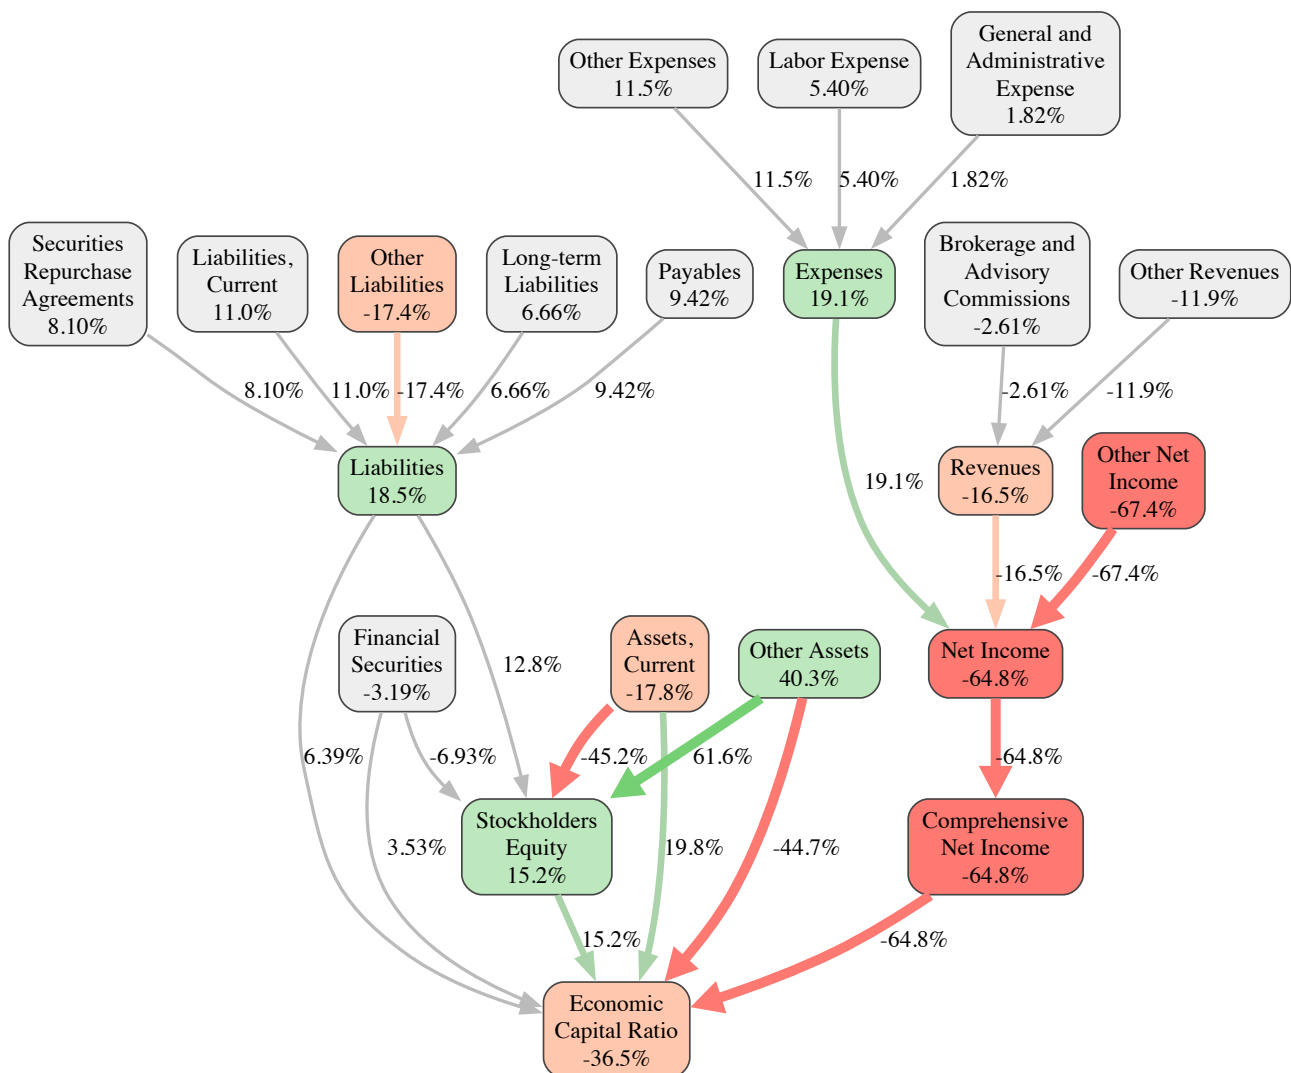 General and
Administrative
Expense
1.82%
Other Expenses
11.5%
Labor Expense
5.40%
11.5%
5.40%
1.82%
Securities
Repurchase
Agreements
8.10%
Liabilities,
Current
11.0%
Other
Liabilities
-17.4%
Long-term
Liabilities
6.66%
Payables
9.42%
Expenses
19.1%
Brokerage and
Advisory
Commissions
-2.61%
Other Revenues
-11.9%
8.10%
11.0%
-17.4%
6.66%
9.42%
-2.61%
-11.9%
Liabilities
18.5%
19.1%
Revenues
-16.5%
Other Net
Income
-67.4%
-16.5%
-67.4%
Financial
Securities
-3.19%
12.8%
Assets,
Current
-17.8%
Other Assets
40.3%
Net Income
-64.8%
6.39%
-6.93%
-45.2%
61.6%
-64.8%
Stockholders
Equity
15.2%
3.53%
19.8%
-44.7%
Comprehensive
Net Income
-64.8%
15.2%
-64.8%
Economic
Capital Ratio
-36.5%